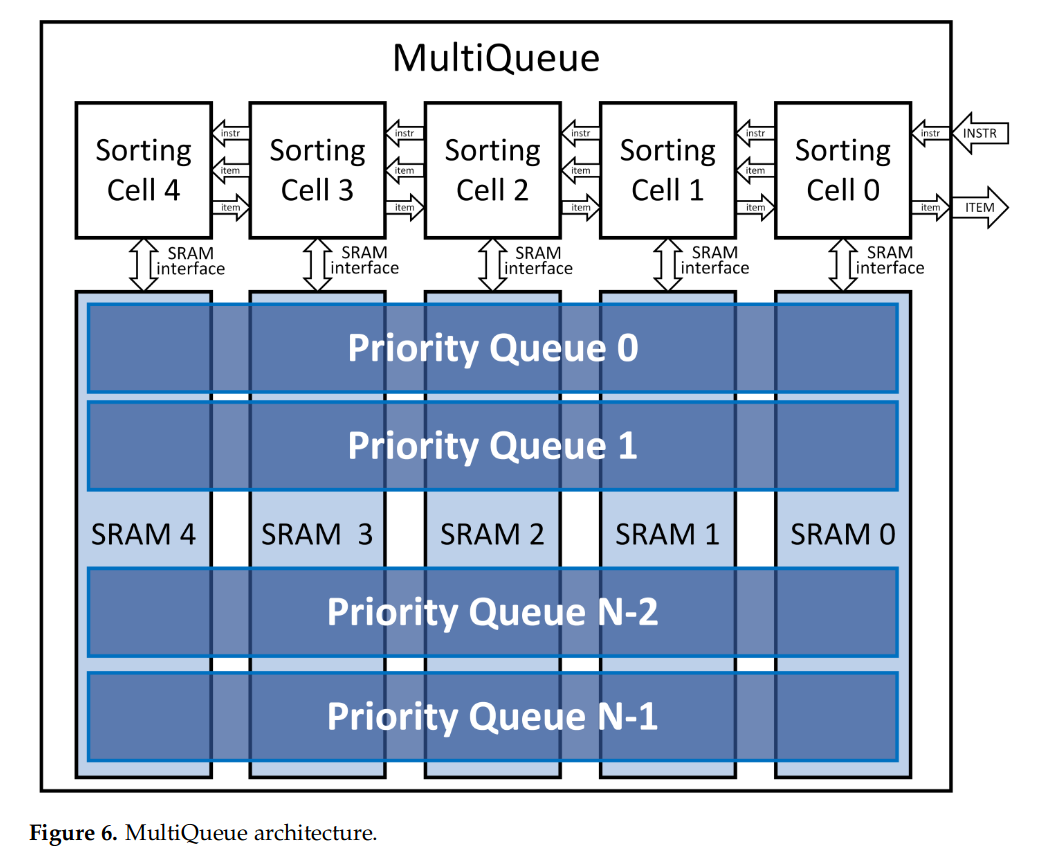 MultiQueue
Sorting Cell 4
Sorting Cell 3
Sorting Cell 2
Sorting Cell 1
Sorting Cell 0
instr
instr
instr
instr
instr
INSTR
item
item
item
item
item
item
item
item
item
ITEM
SRAM interface
SRAM interface
SRAM interface
SRAM interface
SRAM interface
Priority Queue 0
Priority Queue 1
SRAM 4
SRAM 3
SRAM 2
SRAM 1
SRAM 0
Priority Queue N-2
Priority Queue N-1
Figure 6. MultiQueue architecture.